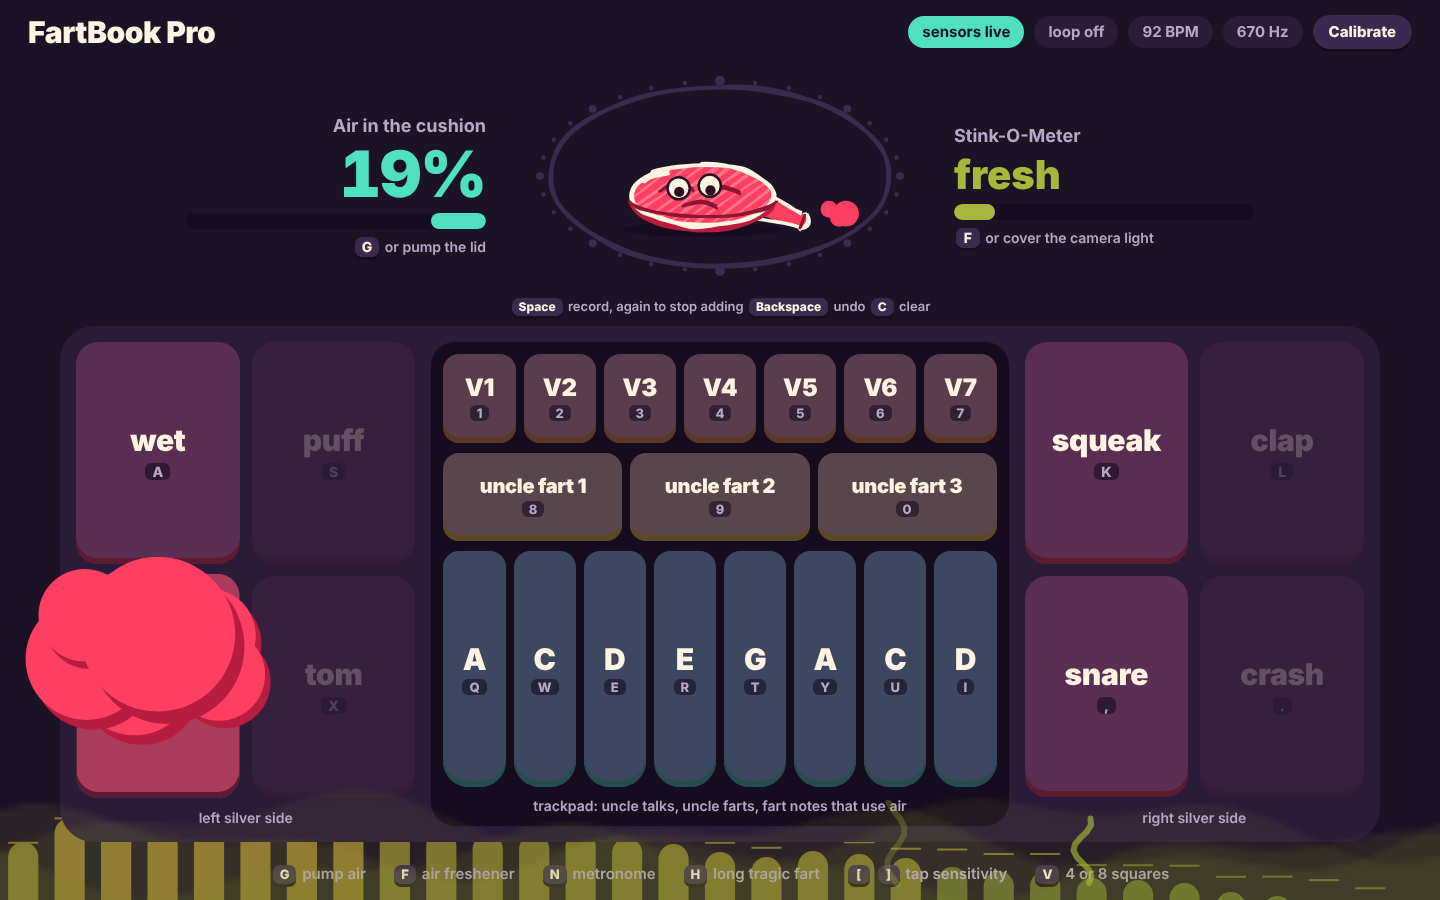 FartBook Pro
sensors live
loop off
92 BPM
670 Hz
Calibrate
Air in the cushion
19%
G or pump the lid
Stink-O-Meter
fresh
F or cover the camera light
Space record, again to stop adding Backspace undo C clear
wet
A
puff
S
V1 V2 V3 V4 V5 V6 V7
1 2 3 4 5 6 7
uncle fart 1 uncle fart 2 uncle fart 3
8 9 0
squeak
K
clap
L
tom
X
A C D E G A C D
Q W E R T Y U I
snare
,
crash
.
left silver side
trackpad: uncle talks, uncle farts, fart notes that use air
right silver side
G pump air F air freshener N metronome H long tragic fart [ ] tap sensitivity V 4 or 8 squares